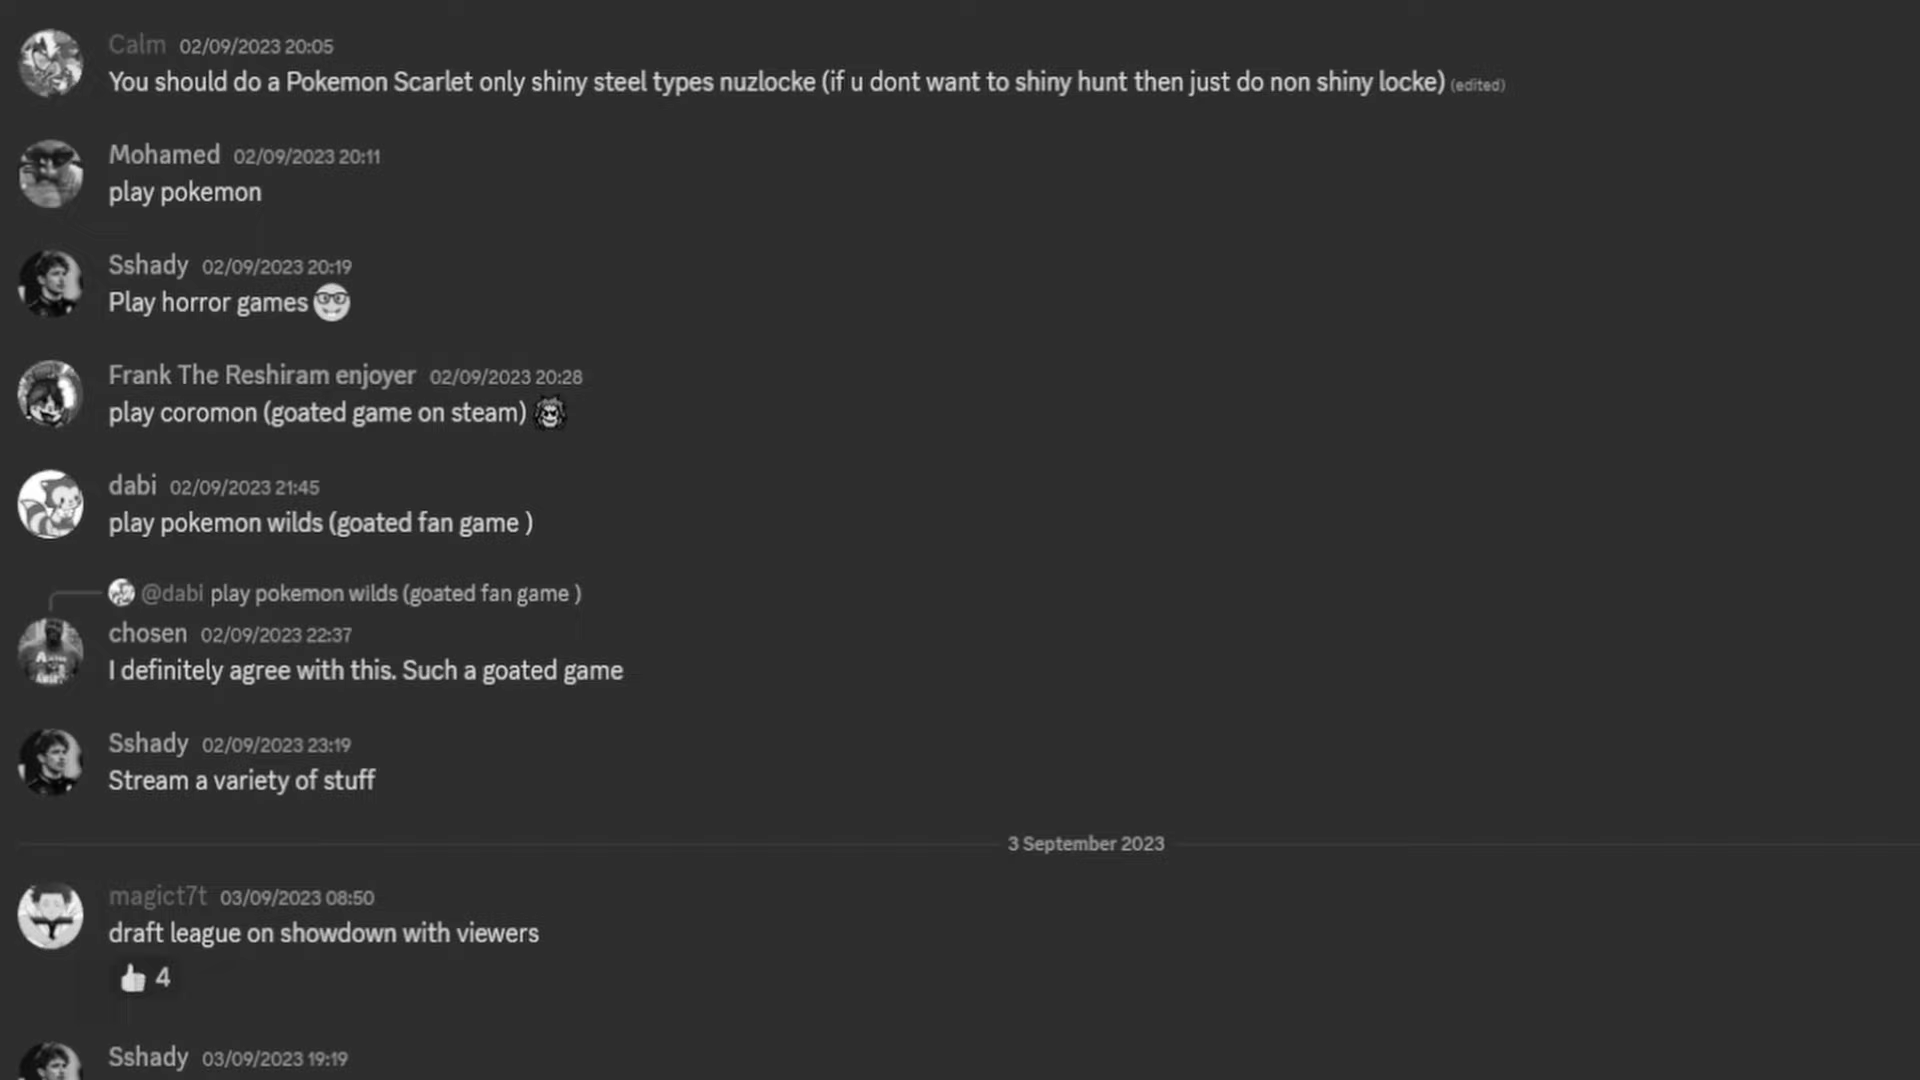 Calm 02/09/2023 20:05
You should do a Pokemon Scarlet only shiny steel types nuzlocke (if u dont want to shiny hunt then just do non shiny locke) (edited)
Mohamed 02/09/2023 20:11
play pokemon
Sshady 02/09/2023 20:19
Play horror games
Frank The Reshiram enjoyer 02/09/2023 20:28
play coromon (goated game on steam)
dabi 02/09/2023 21:45
play pokemon wilds (goated fan game )
@dabi play pokemon wilds (goated fan game )
chosen 02/09/2023 22:37
I definitely agree with this. Such a goated game
Sshady 02/09/2023 23:19
Stream a variety of stuff
3 September 2023
magict7t 03/09/2023 08:50
draft league on showdown with viewers
4
Sshady 03/09/2023 19:19